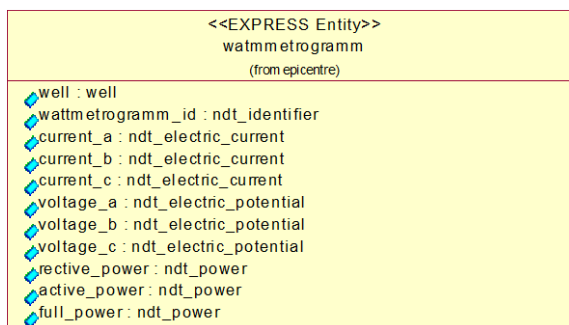 <<EXPRESS Entity>>
watmmetrogramm
(from epicentre)
well : well
wattmetrogramm_id : ndt_identifier
current_a : ndt_electric_current
current_b : ndt_electric_current
current_c : ndt_electric_current
voltage_a : ndt_electric_potential
voltage_b : ndt_electric_potential
voltage_c : ndt_electric_potential
rective_power : ndt_power
active_power : ndt_power
full_power : ndt_power